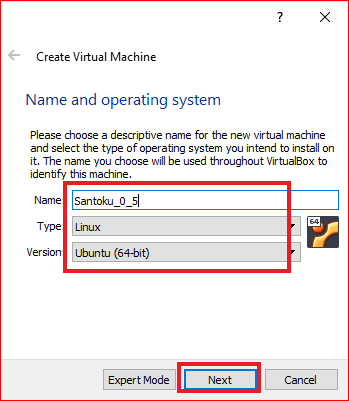 ?
Create Virtual Machine
Name and operating system
Please choose a descriptive name for the new virtual machine
and select the type of operating system you intend to install on
it. The name you choose will be used throughout VirtualBox to
identify this machine.
Name: Santoku_0_5
Type: Linux
64
Version: Ubuntu (64-bit)
Expert Mode Next Cancel